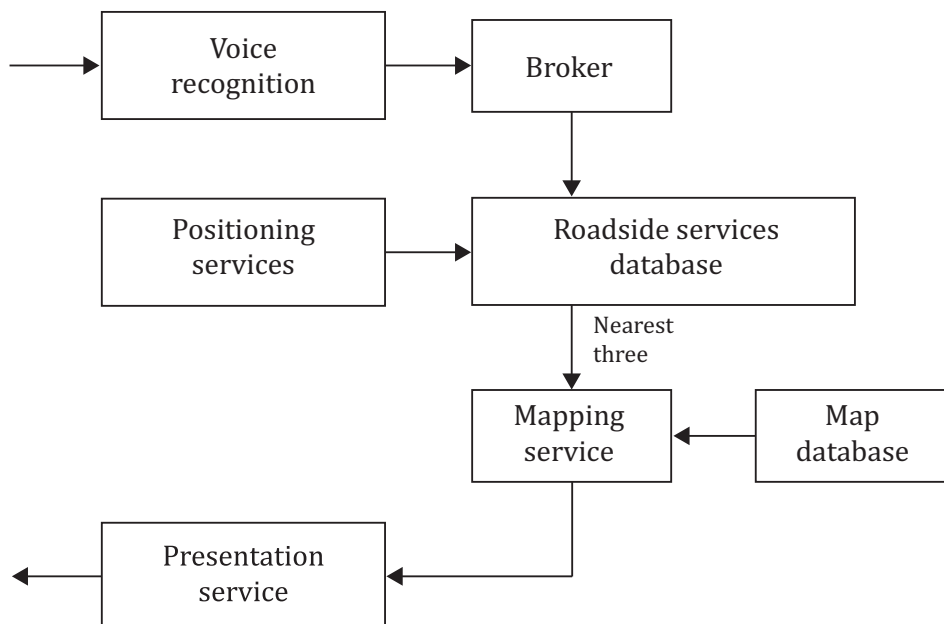 Voice
recognition
Broker
Positioning
services
Roadside services
database
Nearest
three
Mapping
service
Map
database
Presentation
service